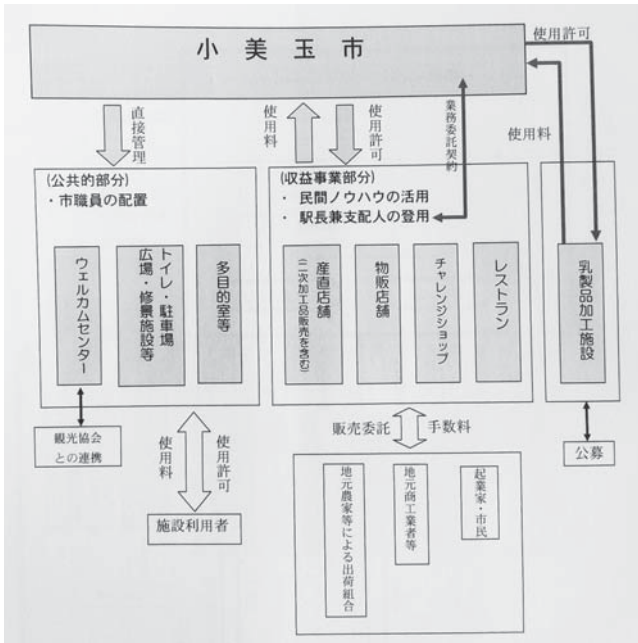 小美玉市
使用許可
使用料
直接管理
使用料
使用許可
業務委託契約
(公共的部分)
・市職員の配置
ウェルカムセンター
トイレ・駐車場
広場・修景施設等
多目的室等
(収益事業部分)
・ 民間ノウハウの活用
・ 駅長兼支配人の登用
産直店舗
(二次加工品販売を含む)
物販店舗
チャレンジショップ
レストラン
乳製品加工施設
観光協会
との連携
使用料
使用許可
施設利用者
販売委託
手数料
公募
地元農家等による出荷組合
地元商工業者等
起業家・市民